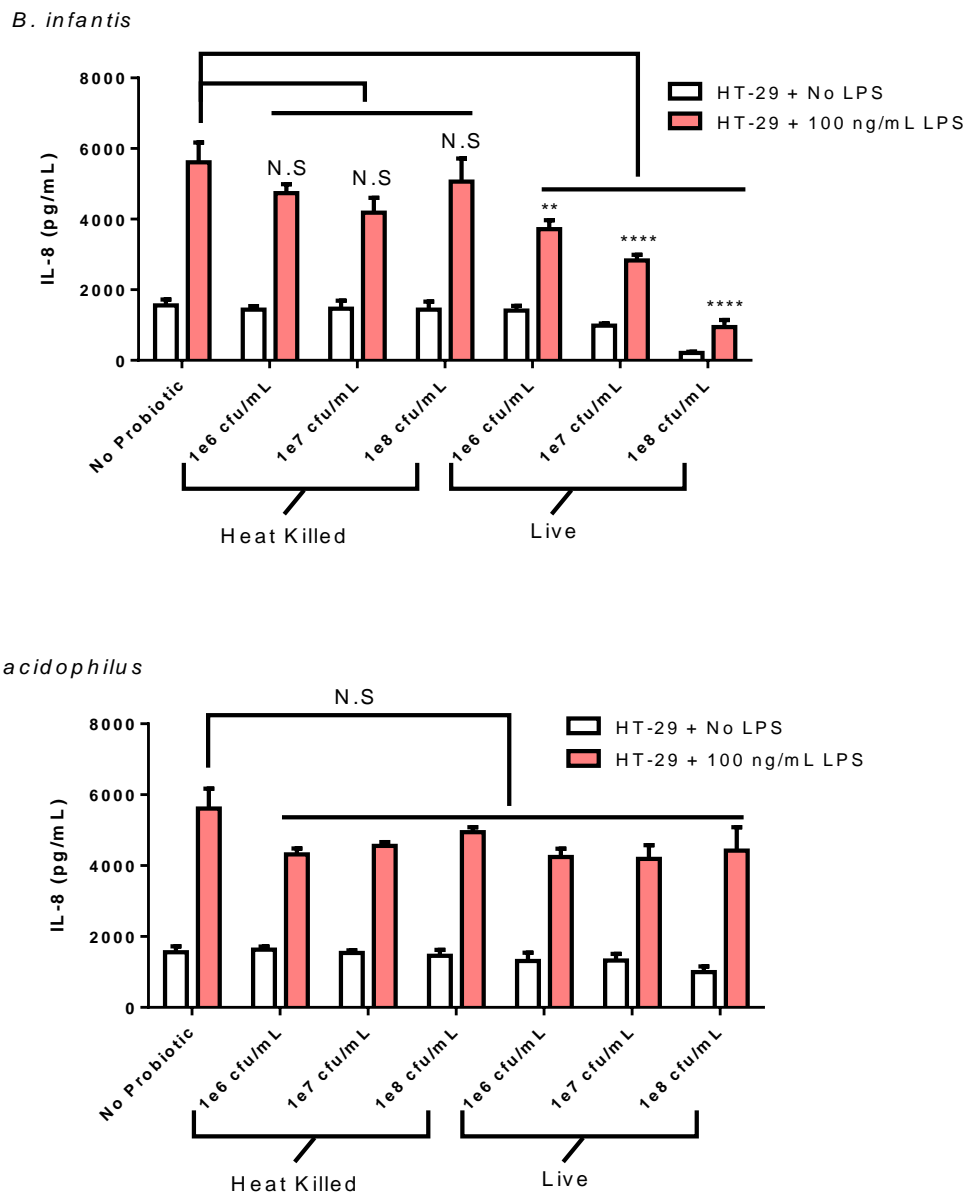 B. infantis
8000
6000
4000
2000
0
IL-8 (pg/mL)
HT-29 + No LPS
HT-29 + 100 ng/mL LPS
N.S
N.S
N.S
**
****
****
No Probiotic
1e6 cfu/mL
1e7 cfu/mL
1e8 cfu/mL
1e6 cfu/mL
1e7 cfu/mL
1e8 cfu/mL
Heat Killed
Live
acidophilus
N.S
8000
6000
4000
2000
0
IL-8 (pg/mL)
HT-29 + No LPS
HT-29 + 100 ng/mL LPS
No Probiotic
1e6 cfu/mL
1e7 cfu/mL
1e8 cfu/mL
1e6 cfu/mL
1e7 cfu/mL
1e8 cfu/mL
Heat Killed
Live